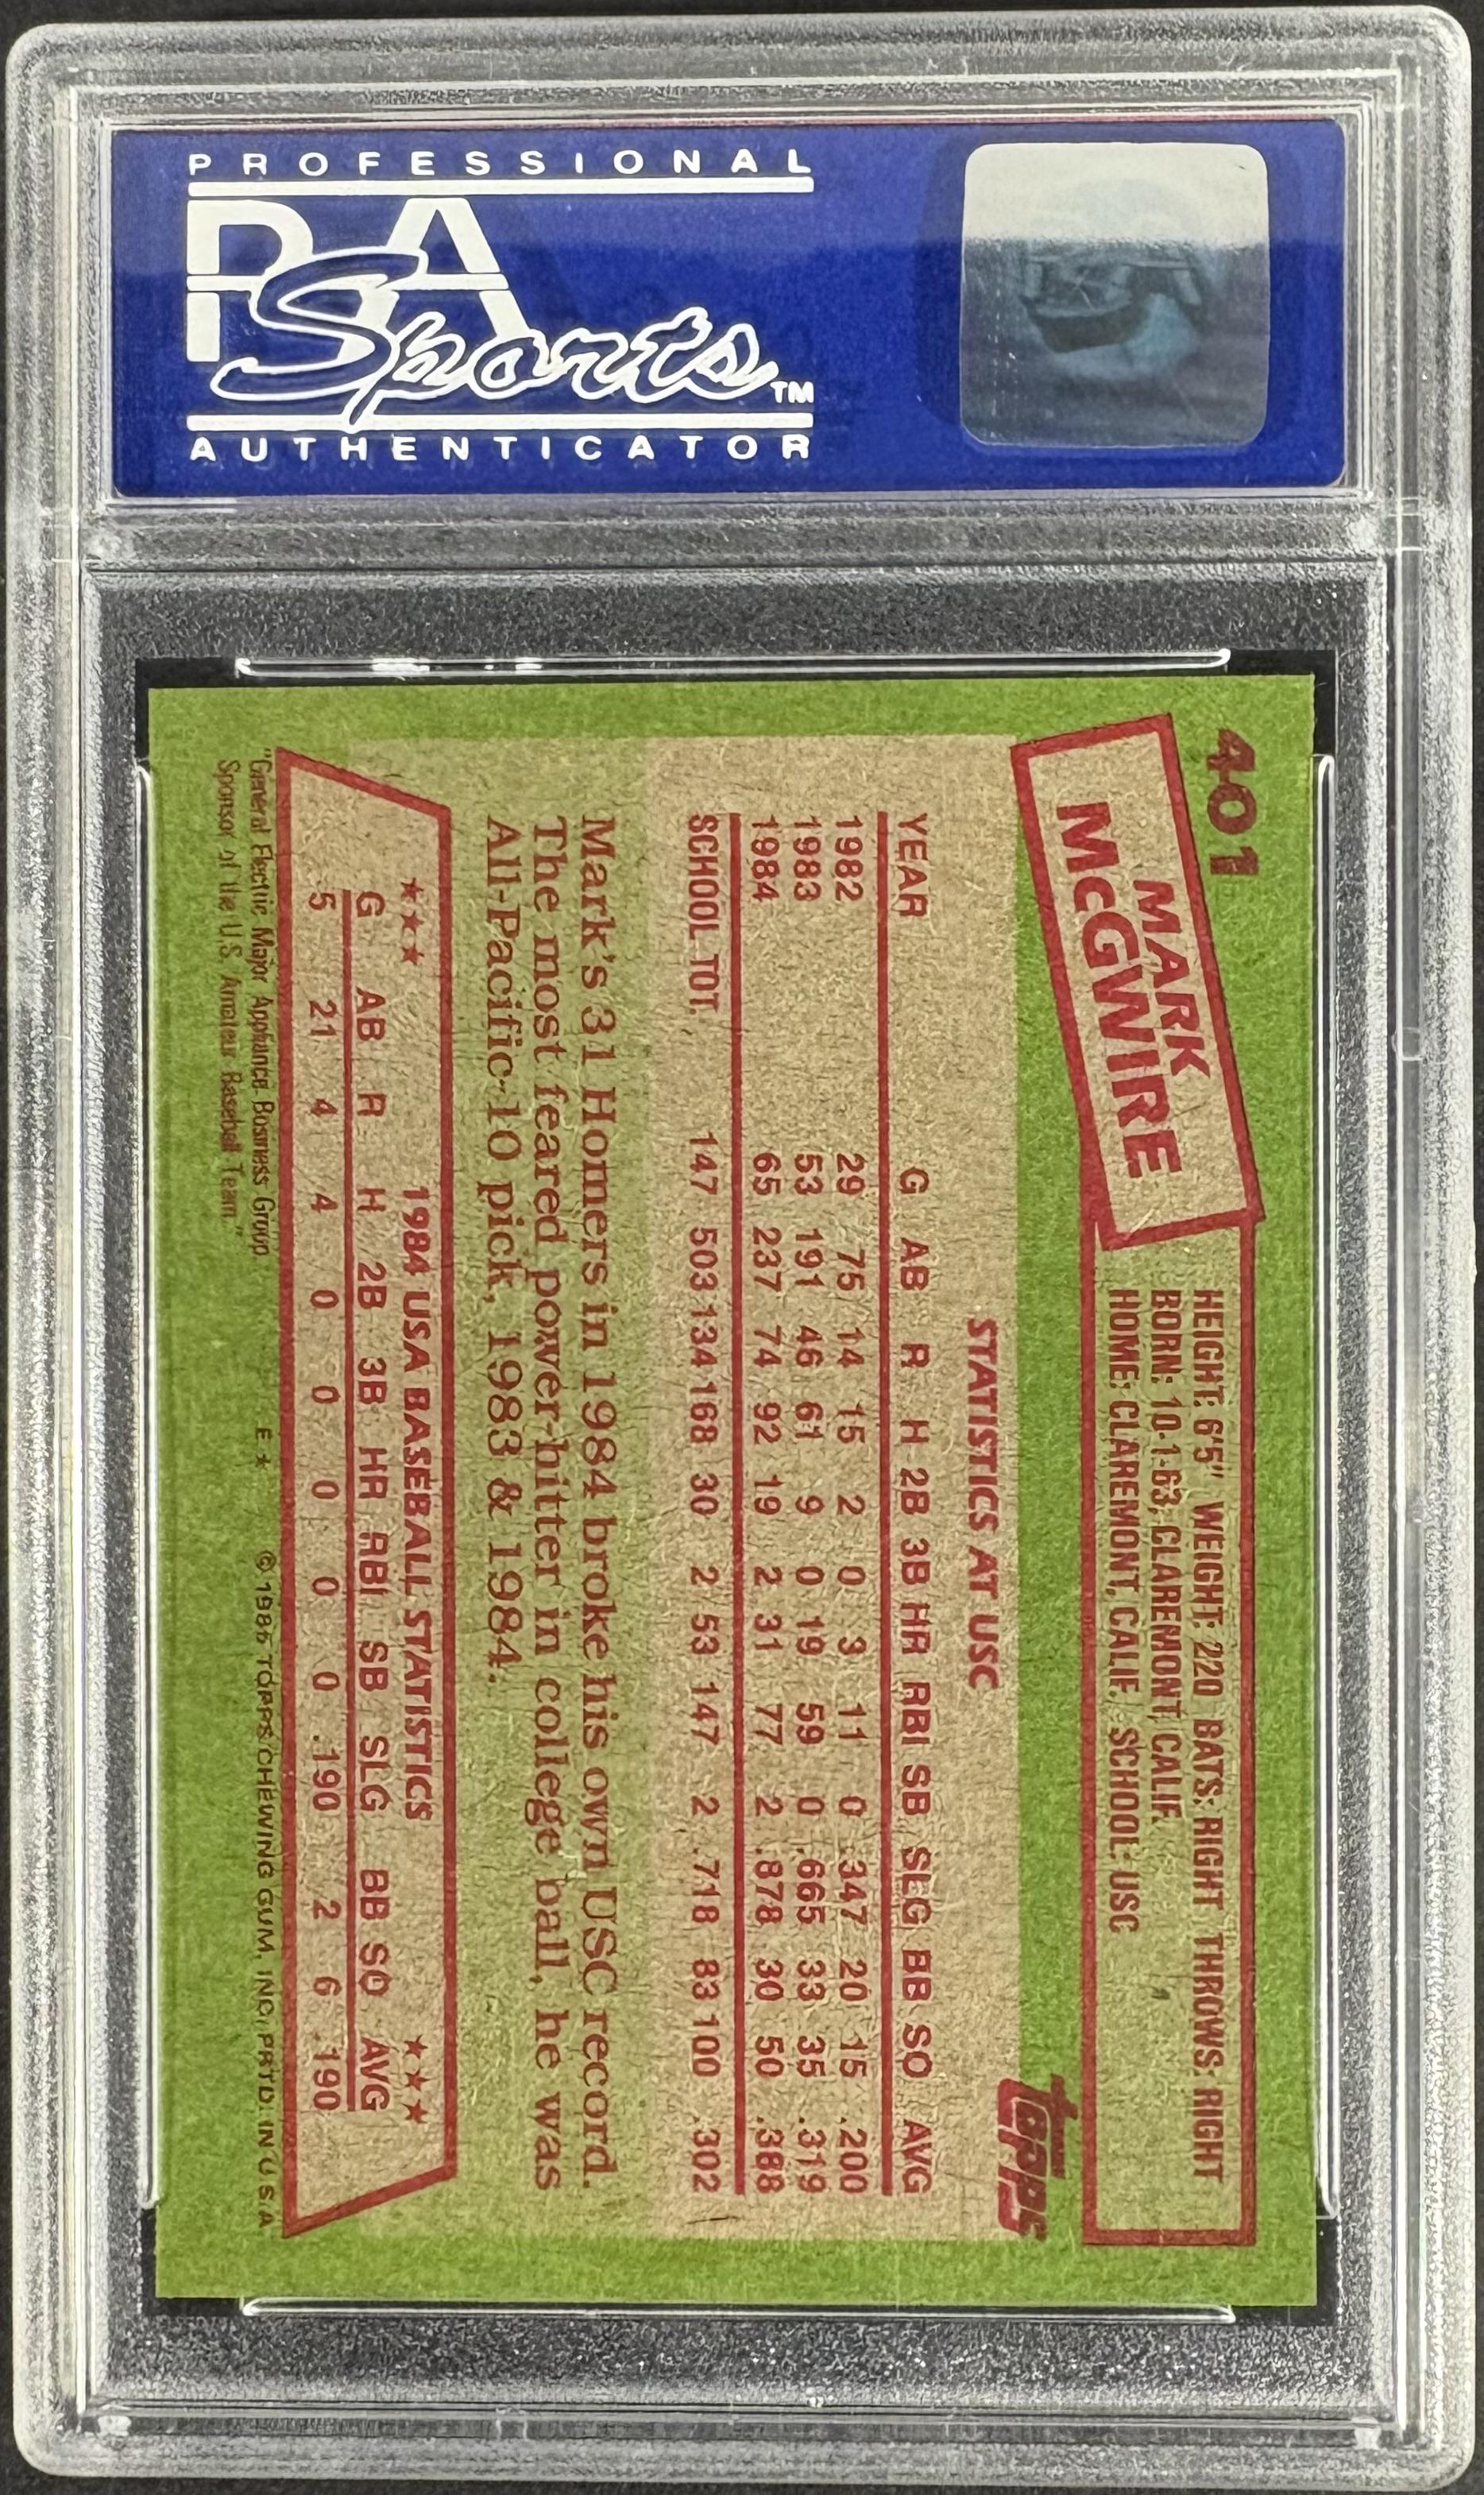 PROFESSIONAL
PSA
Sports™
AUTHENTICATOR
401
MARK
McGWIRE
HEIGHT: 6'5" WEIGHT: 220 BATS: RIGHT THROWS: RIGHT
BORN: 10-1-63, CLAREMONT, CALIF.
HOME: CLAREMONT, CALIF. SCHOOL: USC
topps
STATISTICS AT USC
YEAR G AB R H 2B 3B HR RBI SB SLG BB SO AVG
1982 29 75 14 15 2 0 3 11 0 .347 20 15 .200
1983 53 191 46 61 9 0 19 59 0 .665 33 35 .319
1984 65 237 74 92 19 2 31 77 2 .878 30 50 .388
SCHOOL TOT. 147 503 134 168 30 2 53 147 2 .718 83 100 .302
Mark's 31 Homers in 1984 broke his own USC record.
The most feared power-hitter in college ball, he was
All-Pacific-10 pick, 1983 & 1984.
★★★ 1984 USA BASEBALL STATISTICS ★★★
G AB R H 2B 3B HR RBI SB SLG BB SO AVG
5 21 4 4 0 0 0 0 0 .190 2 6 .190
"General Electric, Major Appliance Business Group,
Sponsor of the U.S. Amateur Baseball Team."
E★ © 1985 TOPPS CHEWING GUM, INC. PRTD. IN U.S.A.